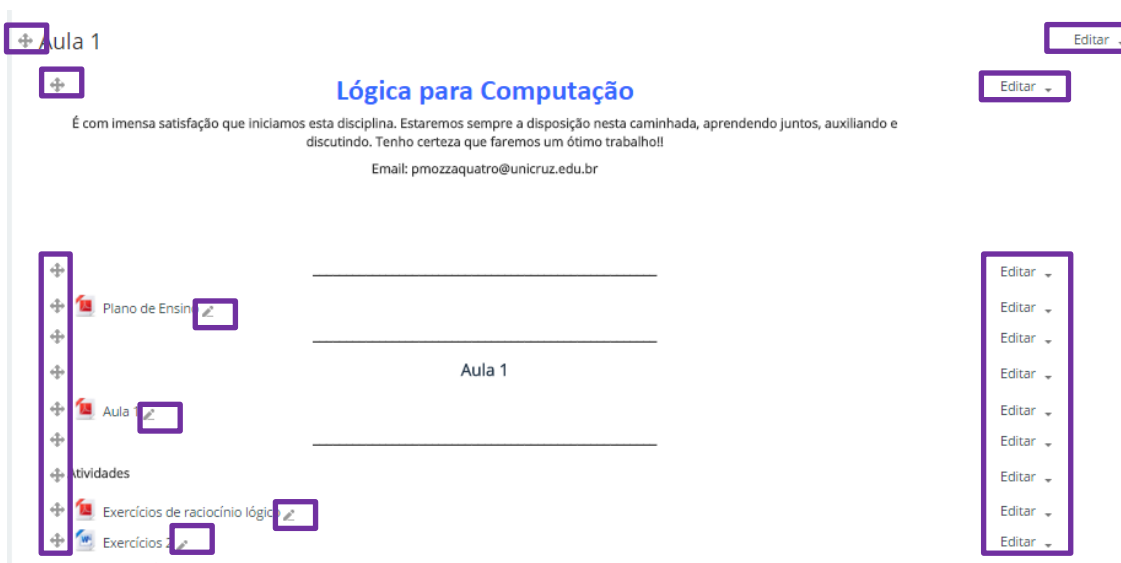 Aula 1 Editar
Lógica para Computação Editar
É com imensa satisfação que iniciamos esta disciplina. Estaremos sempre a disposição nesta caminhada, aprendendo juntos, auxiliando e
discutindo. Tenho certeza que faremos um ótimo trabalho!!
Email: pmozzaquatro@unicruz.edu.br
Editar
Plano de Ensino Editar
Editar
Aula 1 Editar
Aula 1 Editar
Editar
Atividades Editar
Exercícios de raciocínio lógico Editar
Exercícios 2 Editar